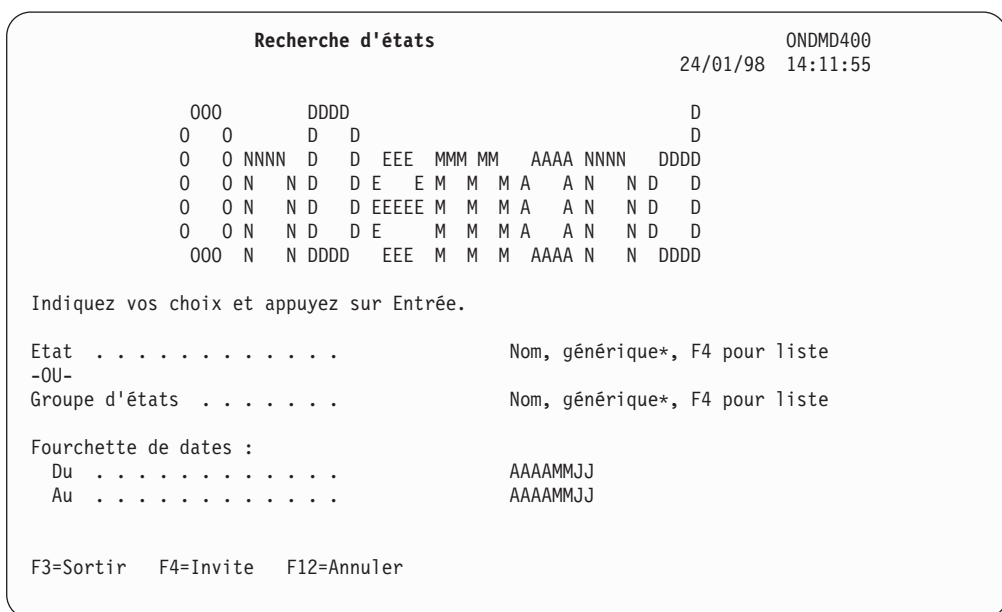 Recherche d'états ONDMD400
24/01/98 14:11:55
OOO DDDD D
O O D D D
O O NNNN D D EEE MMM MM AAAA NNNN DDDD
O O N N D D E E M M M A A N N D D
O O N N D D EEEEE M M M A A N N D D
O O N N D D E M M M A A N N D D
OOO N N DDDD EEE M M M AAAA N N DDDD
Indiquez vos choix et appuyez sur Entrée.
Etat . . . . . . . . . . . . Nom, générique*, F4 pour liste
-OU-
Groupe d'états . . . . . . . Nom, générique*, F4 pour liste
Fourchette de dates :
Du . . . . . . . . . . . . AAAAMMJJ
Au . . . . . . . . . . . . AAAAMMJJ
F3=Sortir F4=Invite F12=Annuler